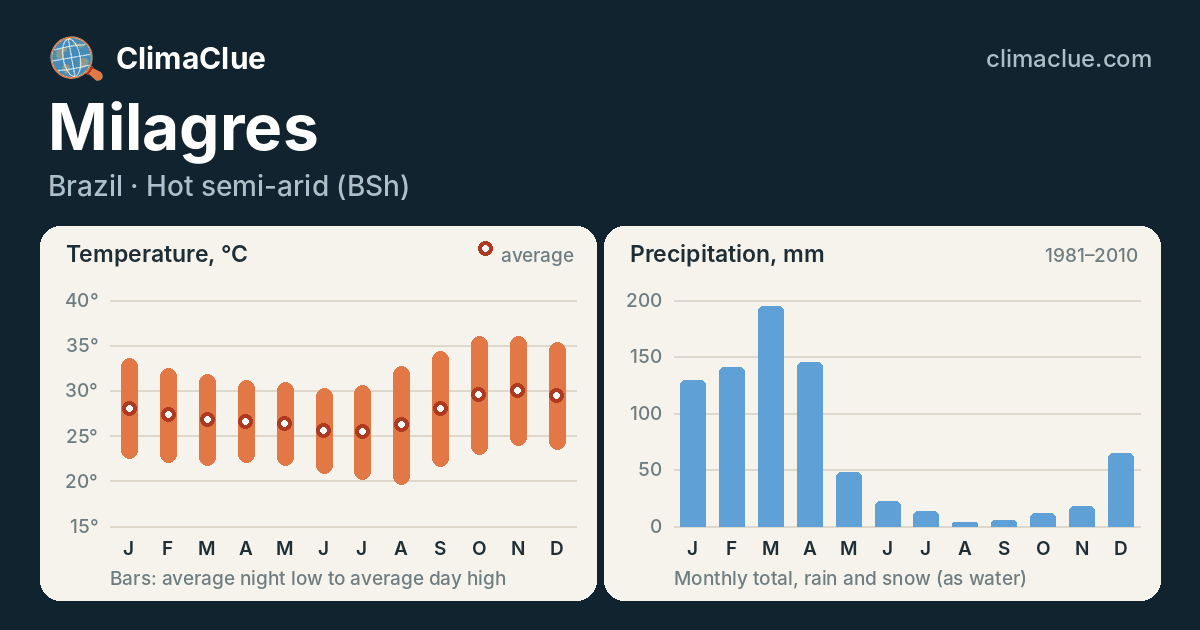 ClimaClue
climaclue.com
Milagres
Brazil · Hot semi-arid (BSh)
Temperature, °C
average
40°
35°
30°
25°
20°
15°
J F M A M J J A S O N D
Bars: average night low to average day high
Precipitation, mm
1981–2010
200
150
100
50
0
J F M A M J J A S O N D
Monthly total, rain and snow (as water)